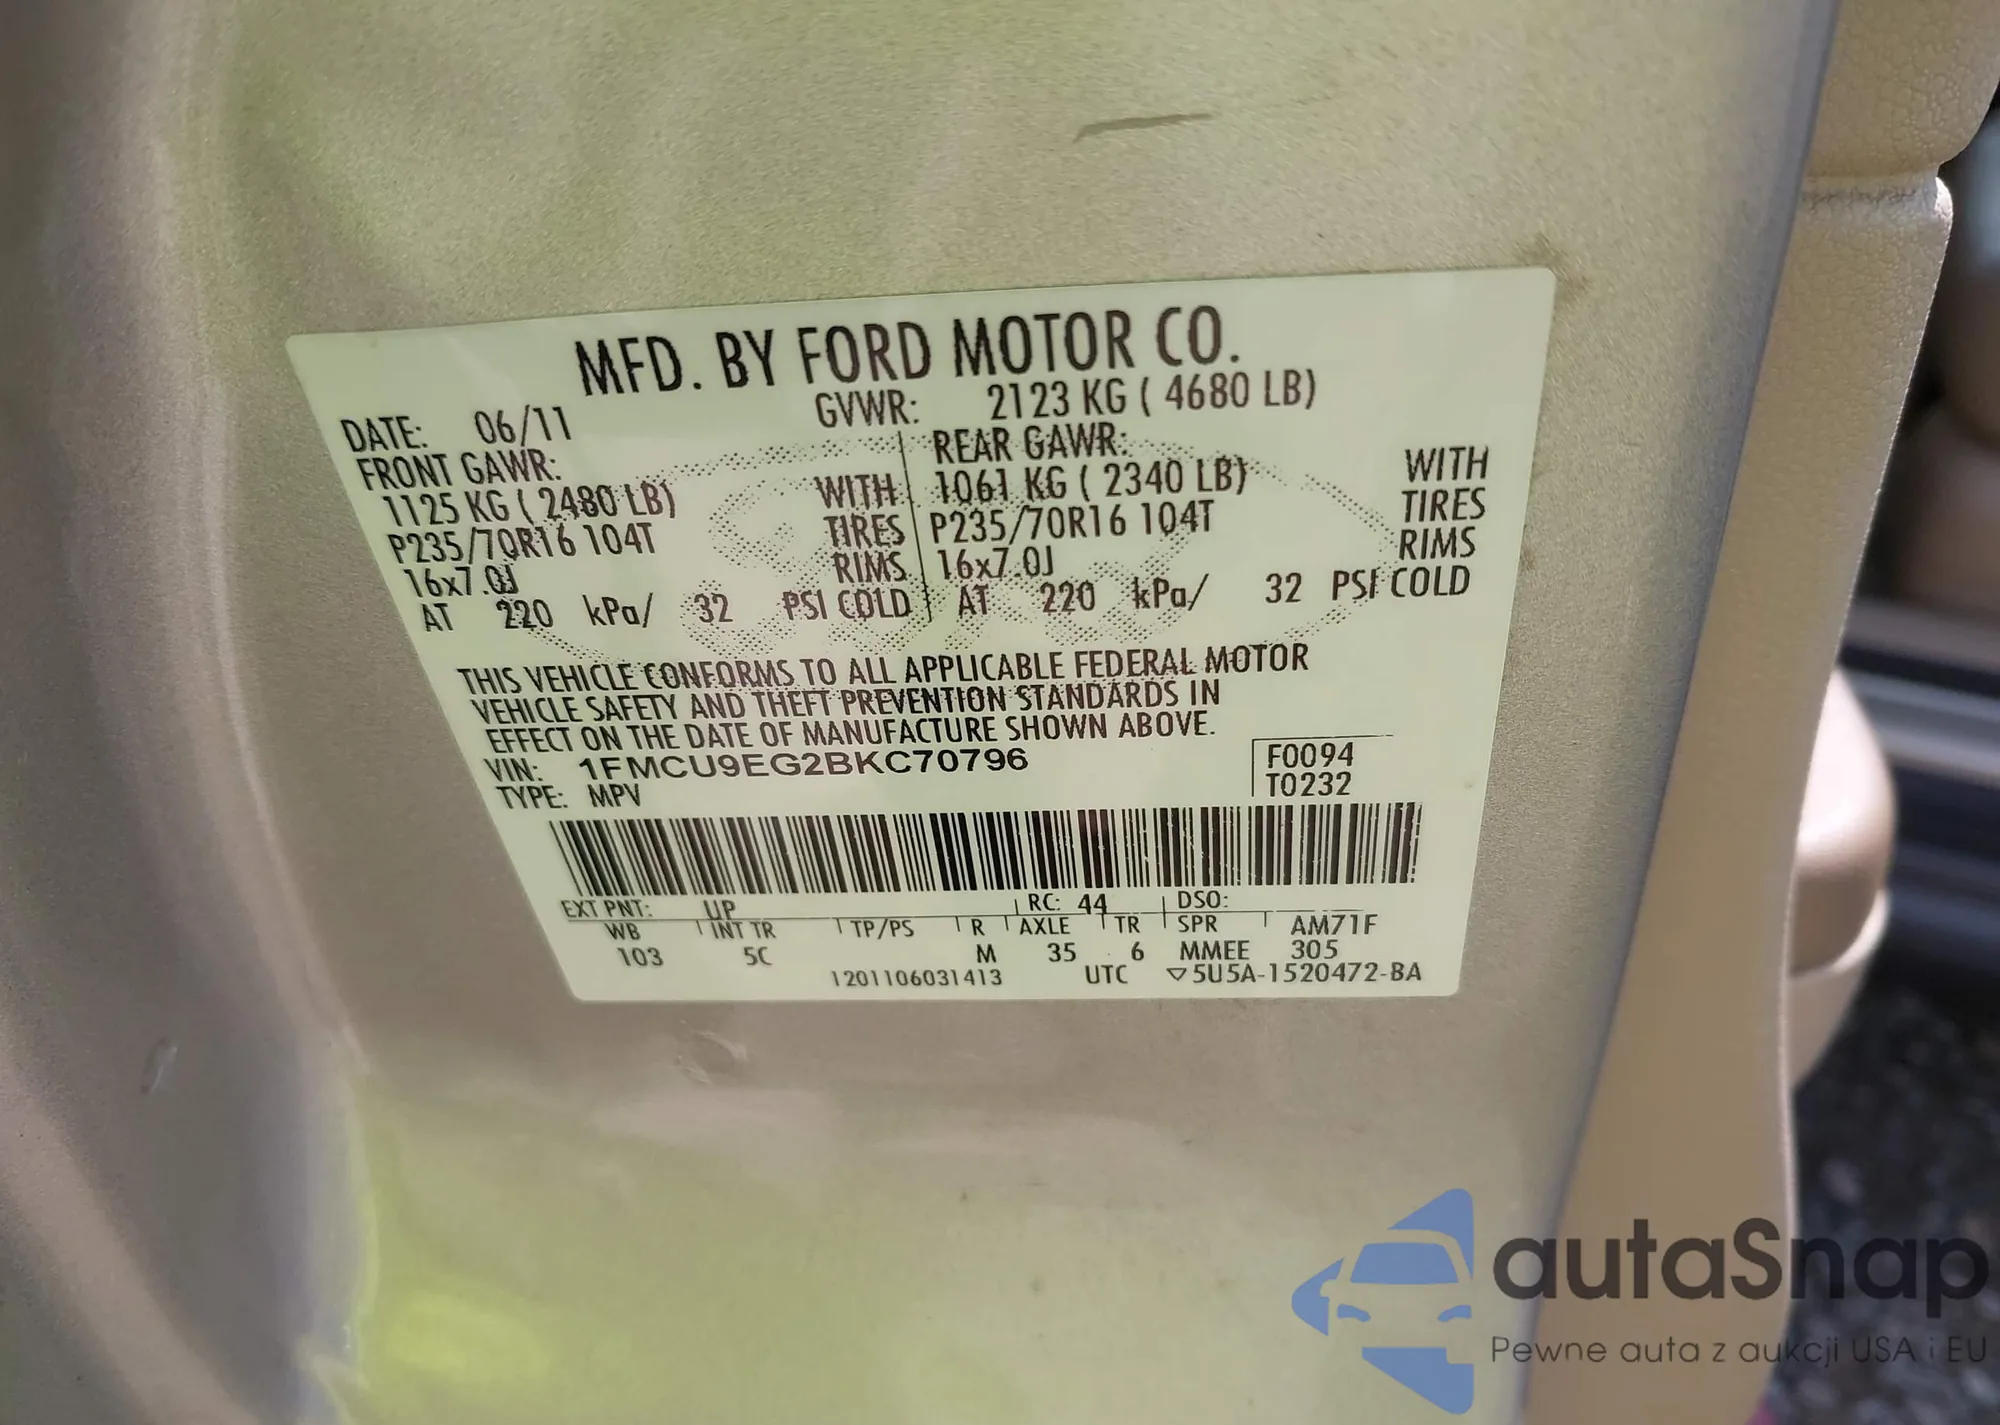 MFD. BY FORD MOTOR CO.
DATE: 06/11 GVWR: 2123 KG ( 4680 LB)
FRONT GAWR: REAR GAWR:
1125 KG ( 2480 LB) WITH 1061 KG ( 2340 LB) WITH
P235/70R16 104T TIRES P235/70R16 104T TIRES
16x7.0J RIMS 16x7.0J RIMS
AT 220 kPa/ 32 PSI COLD AT 220 kPa/ 32 PSI COLD
THIS VEHICLE CONFORMS TO ALL APPLICABLE FEDERAL MOTOR
VEHICLE SAFETY AND THEFT PREVENTION STANDARDS IN
EFFECT ON THE DATE OF MANUFACTURE SHOWN ABOVE.
VIN: 1FMCU9EG2BKC70796 F0094
TYPE: MPV T0232
EXT PNT: UP RC: 44 DSO:
WB INT TR TP/PS R AXLE TR SPR AM71F
103 5C M 35 6 MMEE 305
1201106031413 UTC ▽5U5A-1520472-BA
autaSnap
Pewne auta z aukcji USA i EU